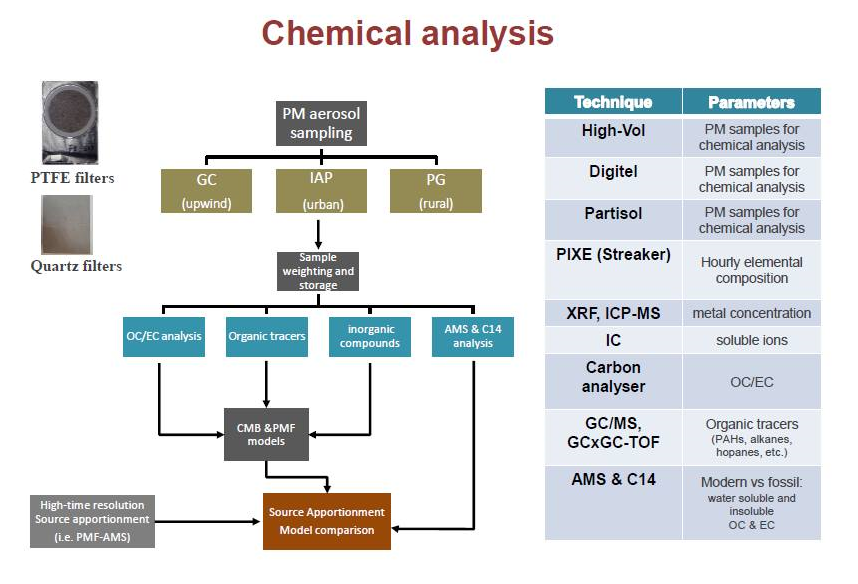 Chemical analysis
PTFE filters
Quartz filters
PM aerosol
sampling
GC
(upwind)
IAP
(urban)
PG
(rural)
Sample
weighting and
storage
OC/EC analysis
Organic tracers
inorganic
compounds
AMS & C14
analysis
CMB &PMF
models
High-time resolution
Source apportionment
(i.e. PMF-AMS)
Source Apportionment
Model comparison
Technique Parameters
High-Vol PM samples for
chemical analysis
Digitel PM samples for
chemical analysis
Partisol PM samples for
chemical analysis
PIXE (Streaker) Hourly elemental
composition
XRF, ICP-MS metal concentration
IC soluble ions
Carbon
analyser OC/EC
GC/MS, Organic tracers
GCxGC-TOF (PAHs, alkanes,
hopanes, etc.)
AMS & C14 Modern vs fossil:
water soluble and
insoluble
OC & EC